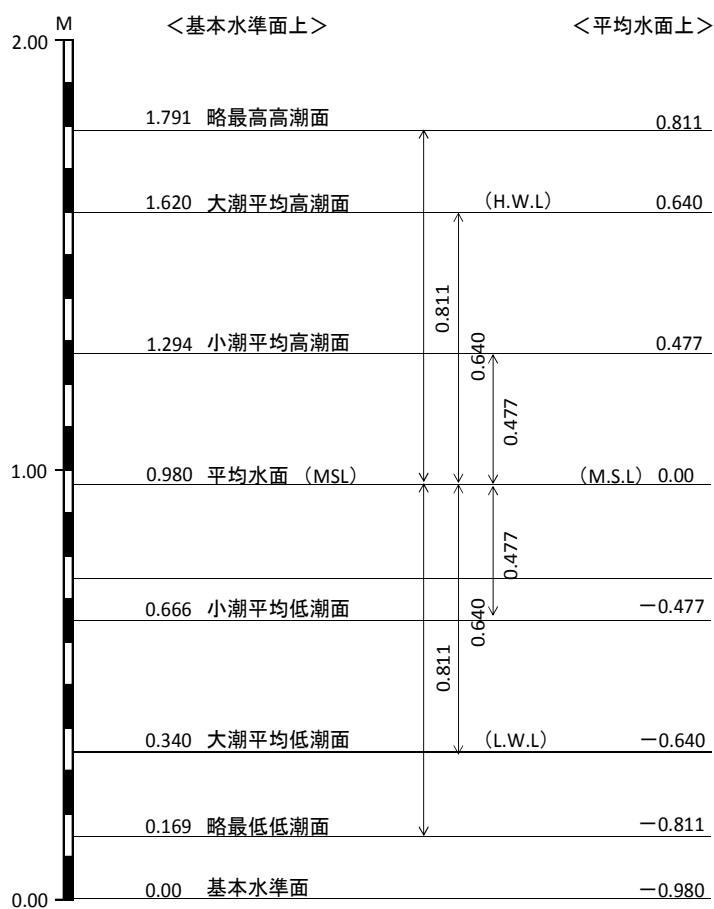 M ＜基本水準面上＞ ＜平均水面上＞
2.00
1.791 略最高高潮面 0.811
1.620 大潮平均高潮面 （H.W.L） 0.640
0.811
0.640
1.294 小潮平均高潮面 0.477
0.477
1.00
0.980 平均水面 （MSL） （M.S.L） 0.00
0.477
0.666 小潮平均低潮面 －0.477
0.640
0.811
0.340 大潮平均低潮面 （L.W.L） －0.640
0.169 略最低低潮面 －0.811
0.00 0.00 基本水準面 －0.980